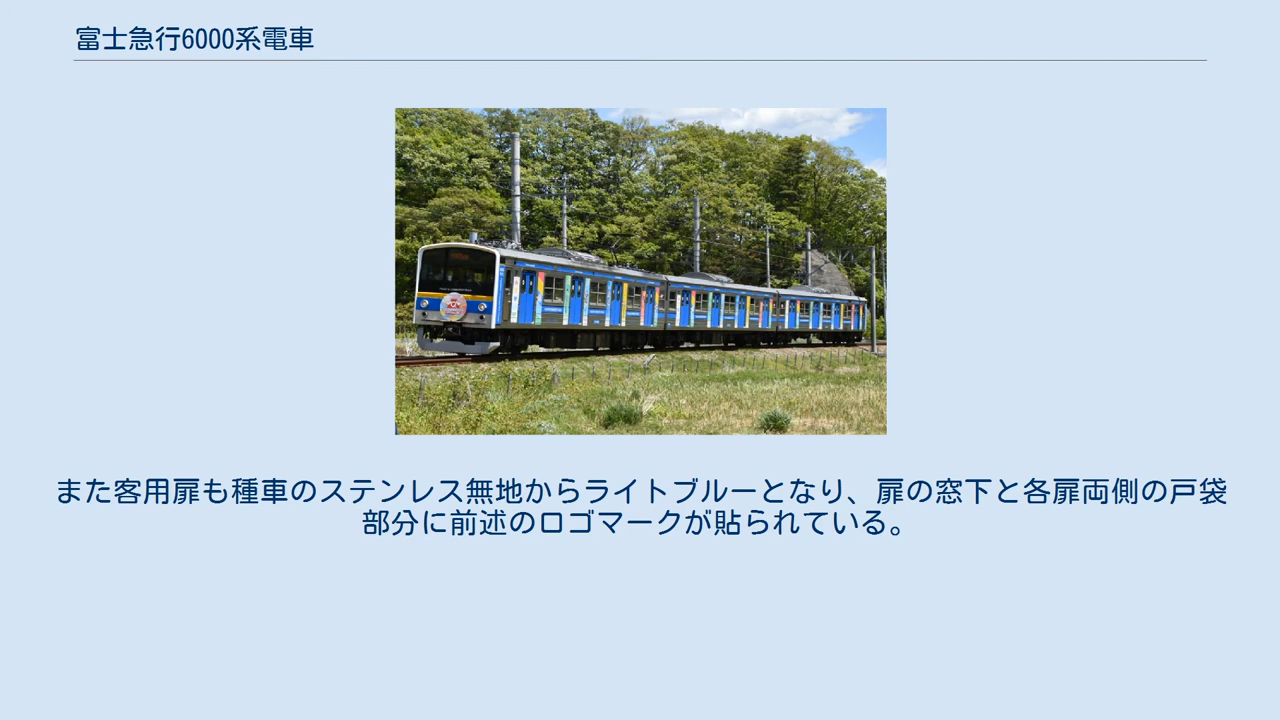 富士急行6000系電車
また客用扉も種車のステンレス無地からライトブルーとなり、扉の窓下と各扉両側の戸袋
部分に前述のロゴマークが貼られている。